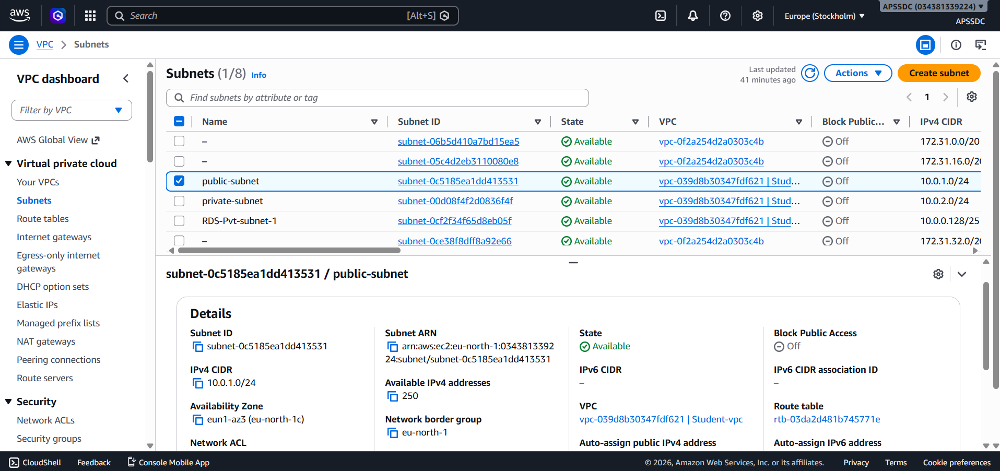 aws
Search
[Alt+S]
Europe (Stockholm)
APSSDC (034381339224)
APSSDC
VPC
Subnets
VPC dashboard
Filter by VPC
AWS Global View
Virtual private cloud
Your VPCs
Subnets
Route tables
Internet gateways
Egress-only internet
gateways
DHCP option sets
Elastic IPs
Managed prefix lists
NAT gateways
Peering connections
Route servers
Security
Network ACLs
Security groups
Subnets (1/8) Info
Last updated
41 minutes ago
Actions
Create subnet
Find subnets by attribute or tag
1
Name Subnet ID State VPC Block Public... IPv4 CIDR
– subnet-06b5d410a7bd15ea5 Available vpc-0f2a254d2a0303c4b Off 172.31.0.0/20
– subnet-05c4d2eb3110080e8 Available vpc-0f2a254d2a0303c4b Off 172.31.16.0/20
public-subnet subnet-0c5185ea1dd413531 Available vpc-039d8b30347fdf621 | Stud... Off 10.0.1.0/24
private-subnet subnet-00d08f4f2d0836f4f Available vpc-039d8b30347fdf621 | Stud... Off 10.0.2.0/24
RDS-Pvt-subnet-1 subnet-0cf2f34f65d8eb05f Available vpc-039d8b30347fdf621 | Stud... Off 10.0.0.128/25
– subnet-0ce38f8dff8a92e66 Available vpc-0f2a254d2a0303c4b Off 172.31.32.0/20
subnet-0c5185ea1dd413531 / public-subnet
Details
Subnet ID
subnet-0c5185ea1dd413531
IPv4 CIDR
10.0.1.0/24
Availability Zone
eun1-az3 (eu-north-1c)
Network ACL
Subnet ARN
arn:aws:ec2:eu-north-1:0343813392
24:subnet/subnet-0c5185ea1dd413531
Available IPv4 addresses
250
Network border group
eu-north-1
State
Available
IPv6 CIDR
–
VPC
vpc-039d8b30347fdf621 | Student-vpc
Auto-assign public IPv4 address
Block Public Access
Off
IPv6 CIDR association ID
–
Route table
rtb-03da2d481b745771e
Auto-assign IPv6 address
CloudShell
Feedback
Console Mobile App
© 2026, Amazon Web Services, Inc. or its affiliates.
Privacy
Terms
Cookie preferences